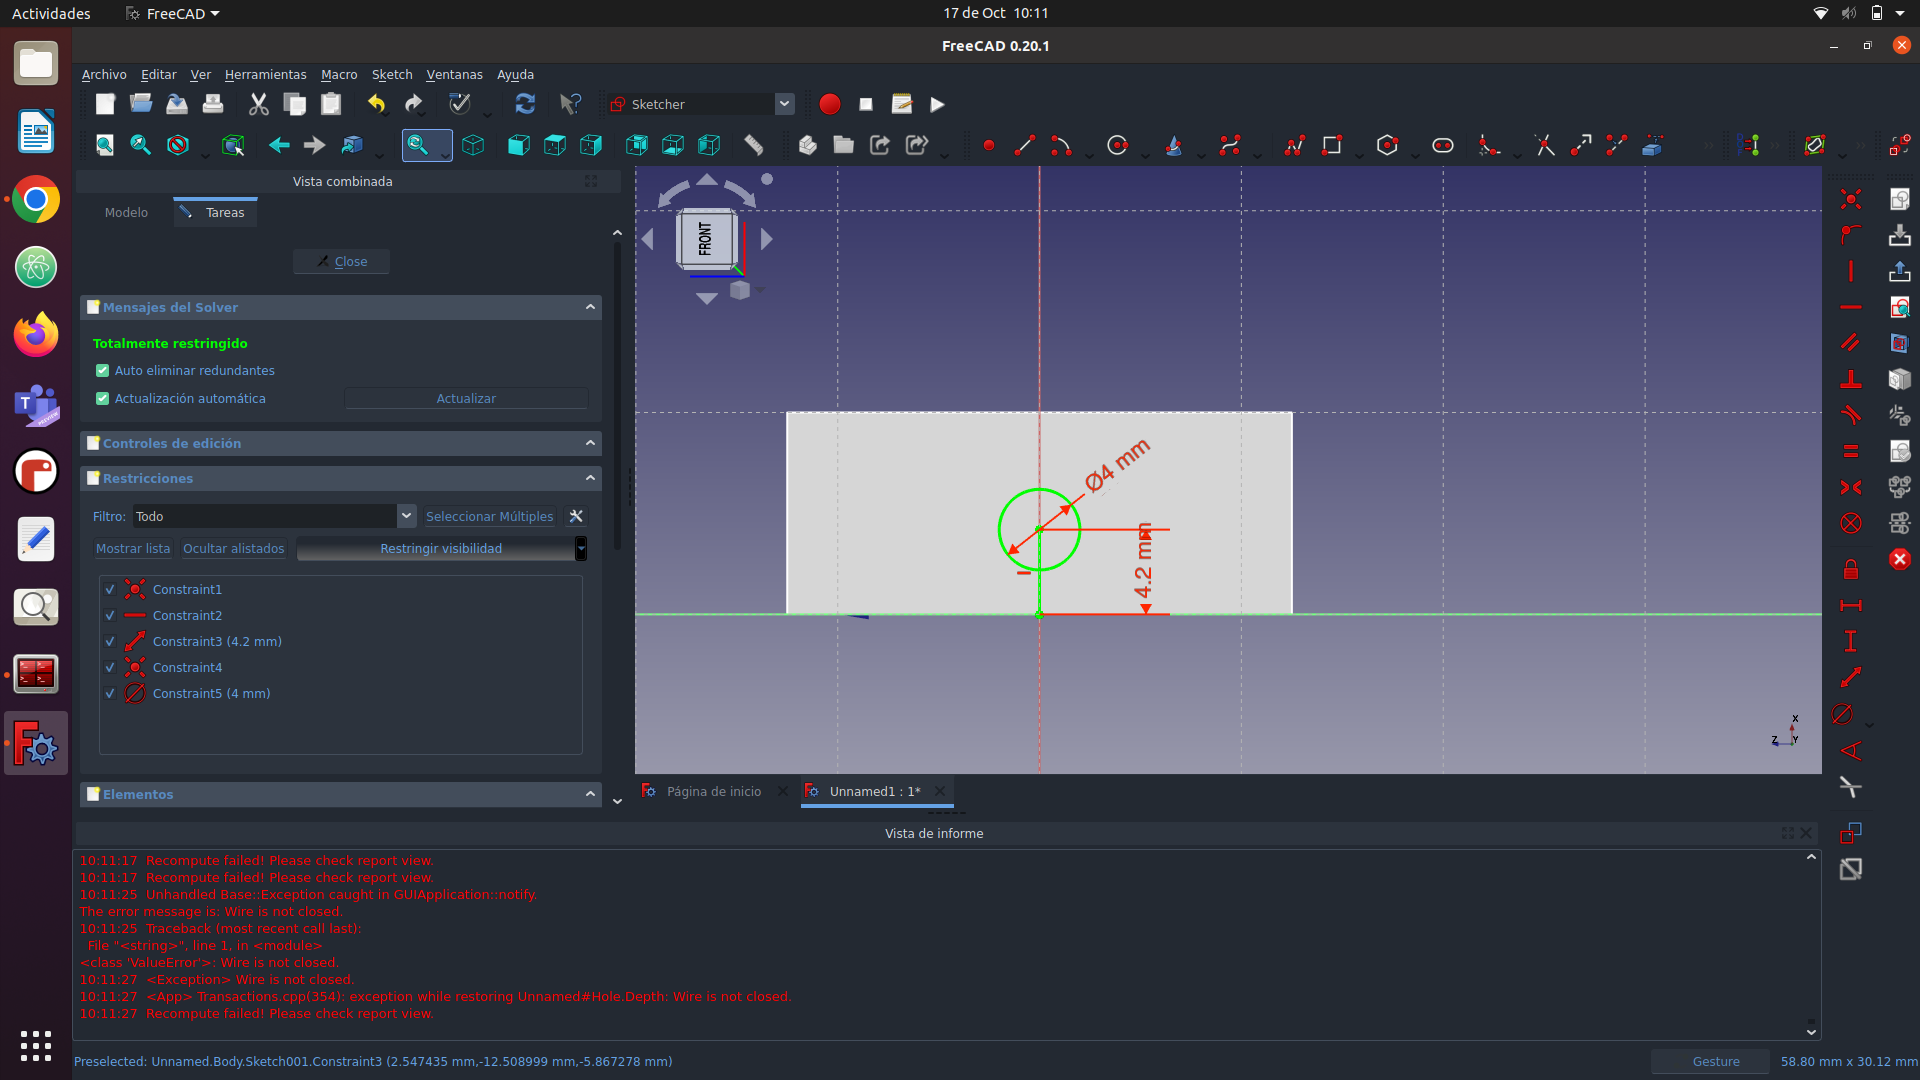 Actividades
FreeCAD
17 de Oct 10:11
FreeCAD 0.20.1
Archivo Editar Ver Herramientas Macro Sketch Ventanas Ayuda
Sketcher
Vista combinada
Modelo
Tareas
Close
Mensajes del Solver
Totalmente restringido
Auto eliminar redundantes
Actualización automática
Actualizar
Controles de edición
Restricciones
Filtro: Todo
Seleccionar Múltiples
Mostrar lista
Ocultar alistados
Restringir visibilidad
Constraint1
Constraint2
Constraint3 (4.2 mm)
Constraint4
Constraint5 (4 mm)
Elementos
FRONT
Ø4 mm
4.2 mm
X
Z Y
Página de inicio
Unnamed1 : 1*
Vista de informe
10:11:17 Recompute failed! Please check report view.
10:11:17 Recompute failed! Please check report view.
10:11:25 Unhandled Base::Exception caught in GUIApplication::notify.
The error message is: Wire is not closed.
10:11:25 Traceback (most recent call last):
File "<string>", line 1, in <module>
<class 'ValueError'>: Wire is not closed.
10:11:27 <Exception> Wire is not closed.
10:11:27 <App> Transactions.cpp(354): exception while restoring Unnamed#Hole.Depth: Wire is not closed.
10:11:27 Recompute failed! Please check report view.
Preselected: Unnamed.Body.Sketch001.Constraint3 (2.547435 mm,-12.508999 mm,-5.867278 mm)
Gesture
58.80 mm x 30.12 mm